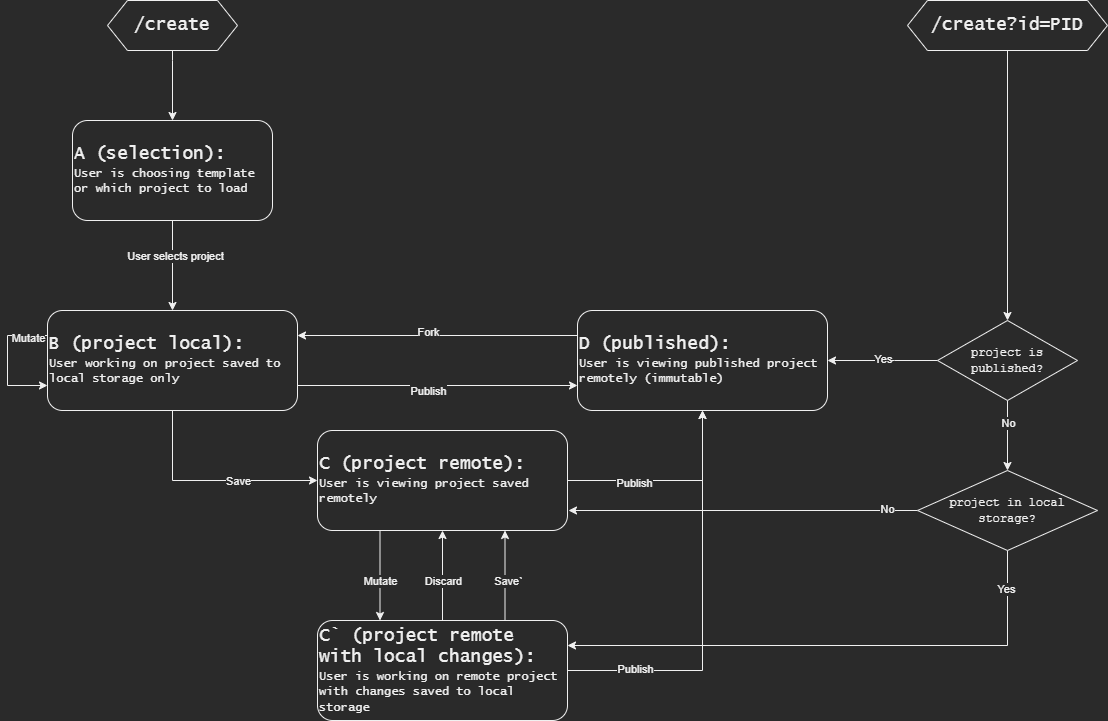 /create
/create?id=PID
A (selection):
User is choosing template
or which project to load
User selects project
Mutate
B (project local):
User working on project saved to
local storage only
Fork
Publish
D (published):
User is viewing published project
remotely (immutable)
Yes
project is
published?
No
Save
C (project remote):
User is viewing project saved
remotely
Publish
No
project in local
storage?
Mutate
Discard
Save`
Yes
C` (project remote
with local changes):
User is working on remote project
with changes saved to local
storage
Publish